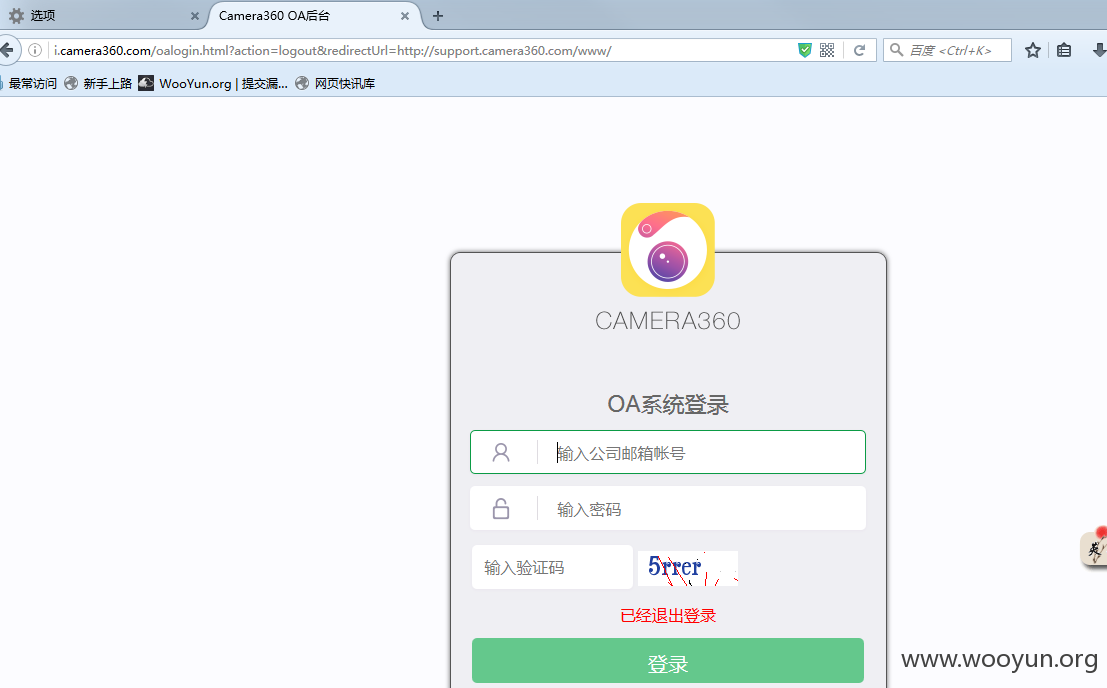 选项
Camera360 OA后台
i.camera360.com/oalogin.html?action=logout&redirectUrl=http://support.camera360.com/www/
百度 <Ctrl+K>
最常访问 新手上路 WooYun.org | 提交漏... 网页快讯库
CAMERA360
OA系统登录
输入公司邮箱帐号
输入密码
输入验证码 5rrer
已经退出登录
登录
英
www.wooyun.org